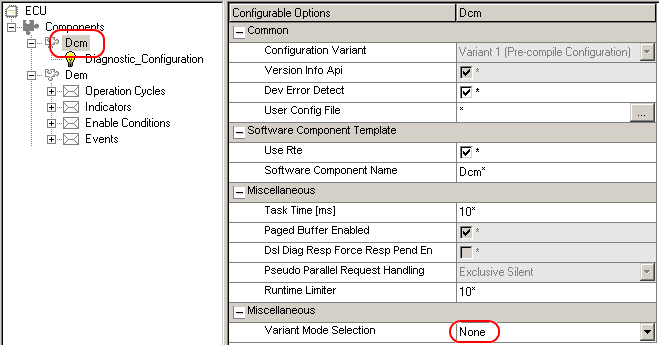 ECU
Components
Dcm
Diagnostic_Configuration
Dem
Operation Cycles
Indicators
Enable Conditions
Events
Configurable Options Dcm
Common
Configuration Variant Variant 1 (Pre-compile Configuration)
Version Info Api *
Dev Error Detect *
User Config File * ...
Software Component Template
Use Rte *
Software Component Name Dcm*
Miscellaneous
Task Time [ms] 10*
Paged Buffer Enabled *
Dsl Diag Resp Force Resp Pend En *
Pseudo Parallel Request Handling Exclusive Silent
Runtime Limiter 10*
Miscellaneous
Variant Mode Selection None